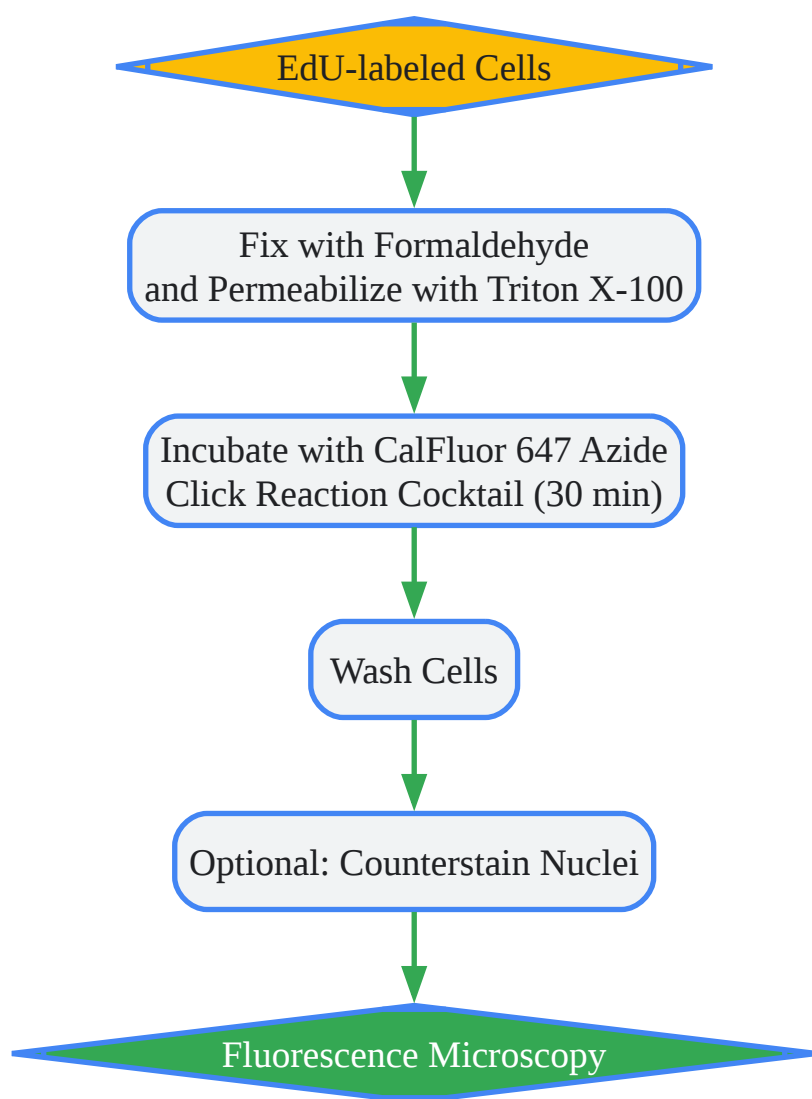 EdU-labeled Cells
Fix with Formaldehyde
and Permeabilize with Triton X-100
Incubate with CalFluor 647 Azide
Click Reaction Cocktail (30 min)
Wash Cells
Optional: Counterstain Nuclei
Fluorescence Microscopy